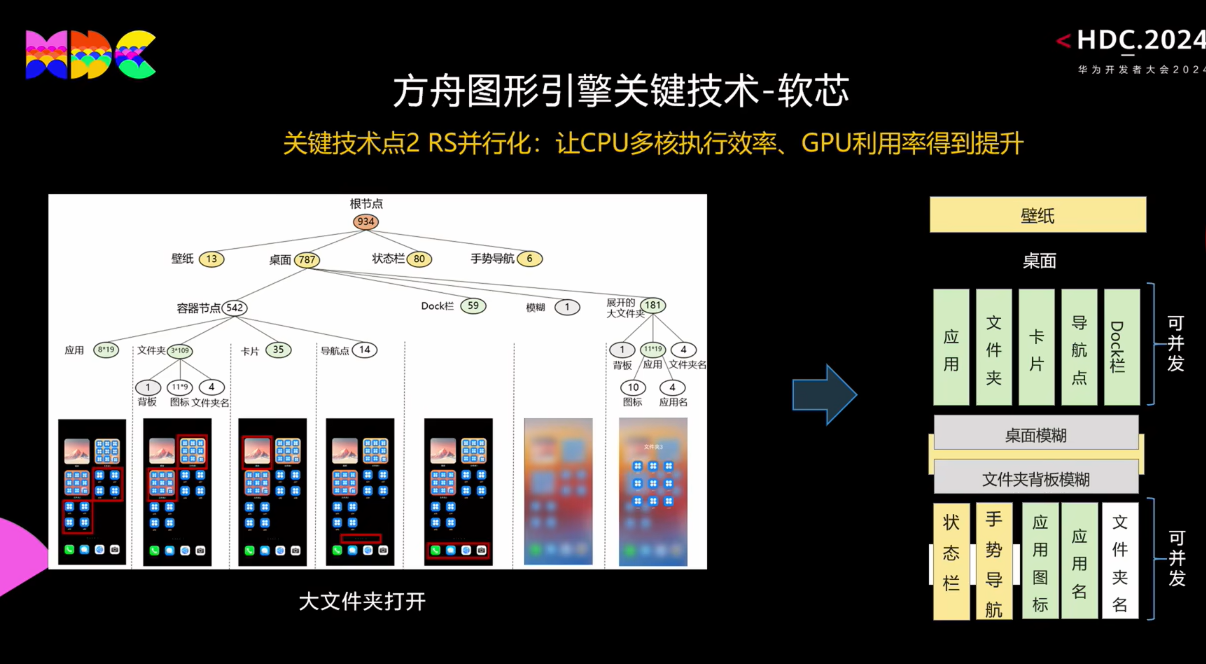 HDC
< HDC.2024
华为开发者大会2024
方舟图形引擎关键技术-软芯
关键技术点2 RS并行化：让CPU多核执行效率、GPU利用率得到提升
根节点
934
壁纸 13
桌面 787
状态栏 80
手势导航 6
容器节点 542
Dock栏 59
模糊 1
展开的
大文件夹 181
应用 8*19
文件夹 3*109
卡片 35
导航点 14
1 11*19 4
背板 应用 文件夹名
1 11*9 4
背板 图标 文件夹名
10 4
图标 应用名
大文件夹打开
壁纸
桌面
应用
文件夹
卡片
导航点
Dock栏
可并发
桌面模糊
文件夹背板模糊
状态栏
手势导航
应用图标
应用名
文件夹名
可并发